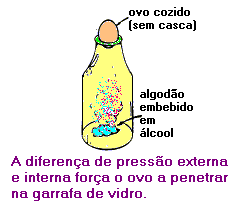 ovo cozido
(sem casca)
algodão
embebido
em
álcool
A diferença de pressão externa
e interna força o ovo a penetrar
na garrafa de vidro.